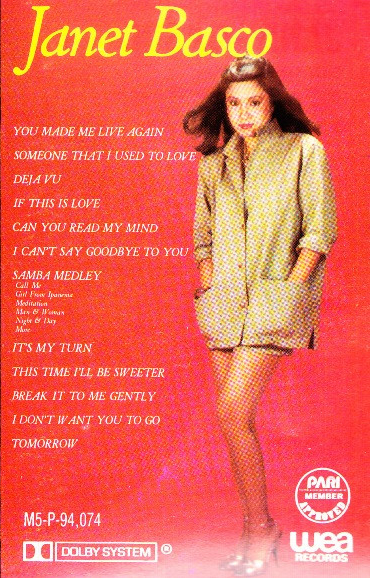 Janet Basco
YOU MADE ME LIVE AGAIN
SOMEONE THAT I USED TO LOVE
DEJA VU
IF THIS IS LOVE
CAN YOU READ MY MIND
I CAN'T SAY GOODBYE TO YOU
SAMBA MEDLEY
Call Me
Girl From Ipanema
Meditation
Man & Woman
Night & Day
More
IT'S MY TURN
THIS TIME I'LL BE SWEETER
BREAK IT TO ME GENTLY
I DON'T WANT YOU TO GO
TOMORROW
PARI
MEMBER
APPROVED
M5-P-94,074
DOLBY SYSTEM ®
wea
RECORDS